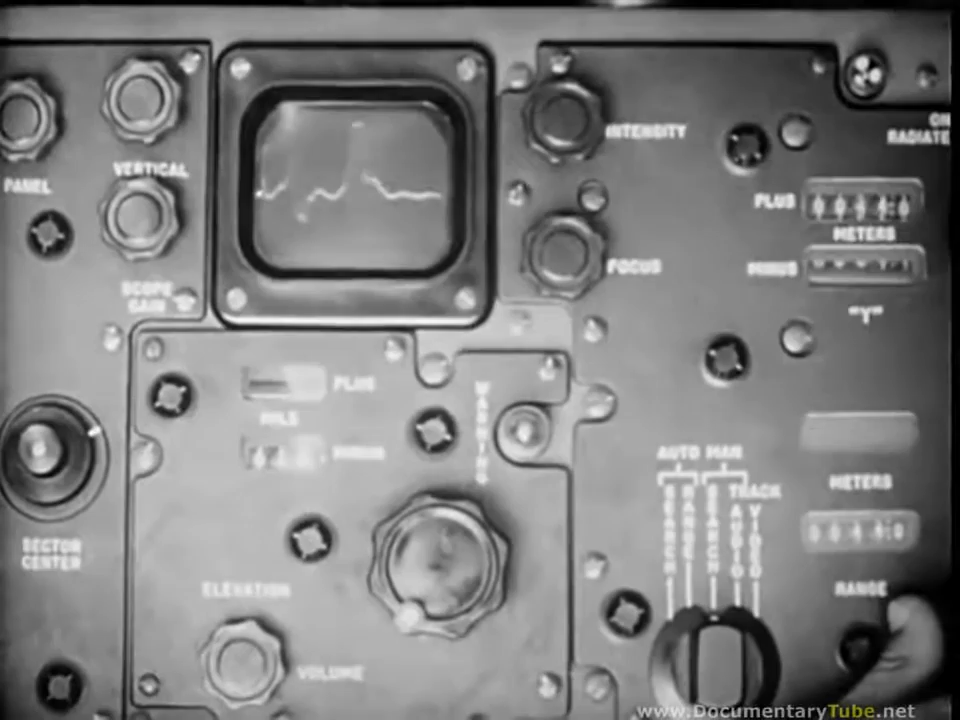 PANEL
VERTICAL
SCOPE
GAIN
INTENSITY
FOCUS
ON
RADIATE
PLUS
METERS
MINUS
"Y"
PLUS
MILS
MINUS
WARNING
SECTOR
CENTER
ELEVATION
VOLUME
AUTO MAN
SEARCH
RANGE
SEARCH
TRACK
AUDIO
VIDEO
METERS
RANGE
www.DocumentaryTube.net